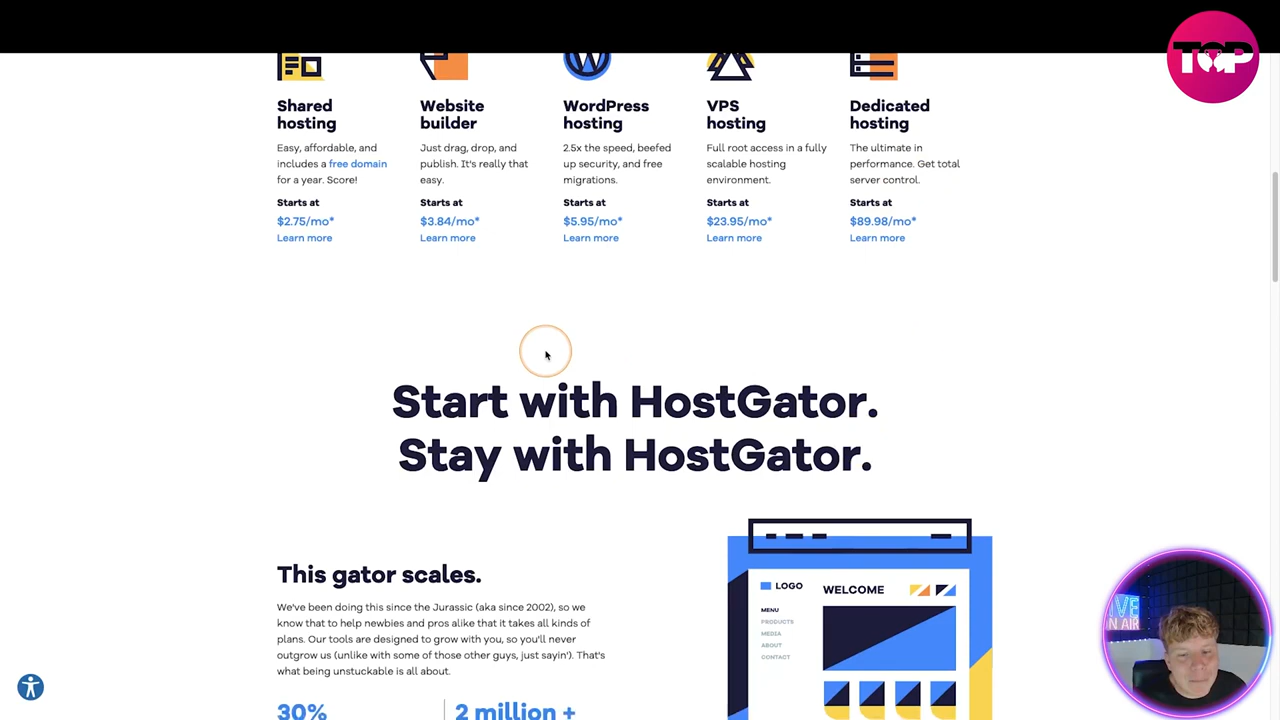 TOP
Shared
hosting
Easy, affordable, and
includes a free domain
for a year. Score!
Starts at
$2.75/mo*
Learn more
Website
builder
Just drag, drop, and
publish. It's really that
easy.
Starts at
$3.84/mo*
Learn more
WordPress
hosting
2.5x the speed, beefed
up security, and free
migrations.
Starts at
$5.95/mo*
Learn more
VPS
hosting
Full root access in a fully
scalable hosting
environment.
Starts at
$23.95/mo*
Learn more
Dedicated
hosting
The ultimate in
performance. Get total
server control.
Starts at
$89.98/mo*
Learn more
Start with HostGator.
Stay with HostGator.
This gator scales.
We've been doing this since the Jurassic (aka since 2002), so we
know that to help newbies and pros alike that it takes all kinds of
plans. Our tools are designed to grow with you, so you'll never
outgrow us (unlike with some of those other guys, just sayin'). That's
what being unstuckable is all about.
30%
2 million +
LOGO
WELCOME
MENU
PRODUCTS
MEDIA
ABOUT
CONTACT
ON AIR